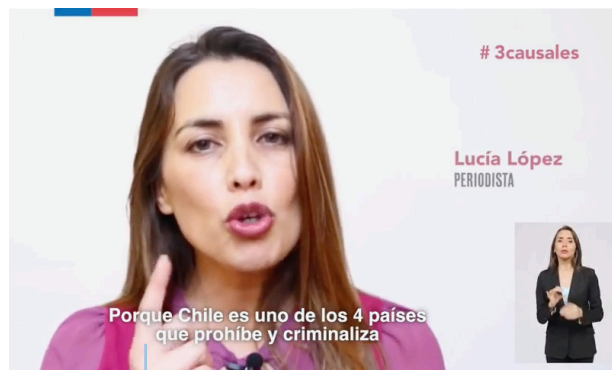 # 3causales
Lucía López
PERIODISTA
Porque Chile es uno de los 4 países
que prohíbe y criminaliza